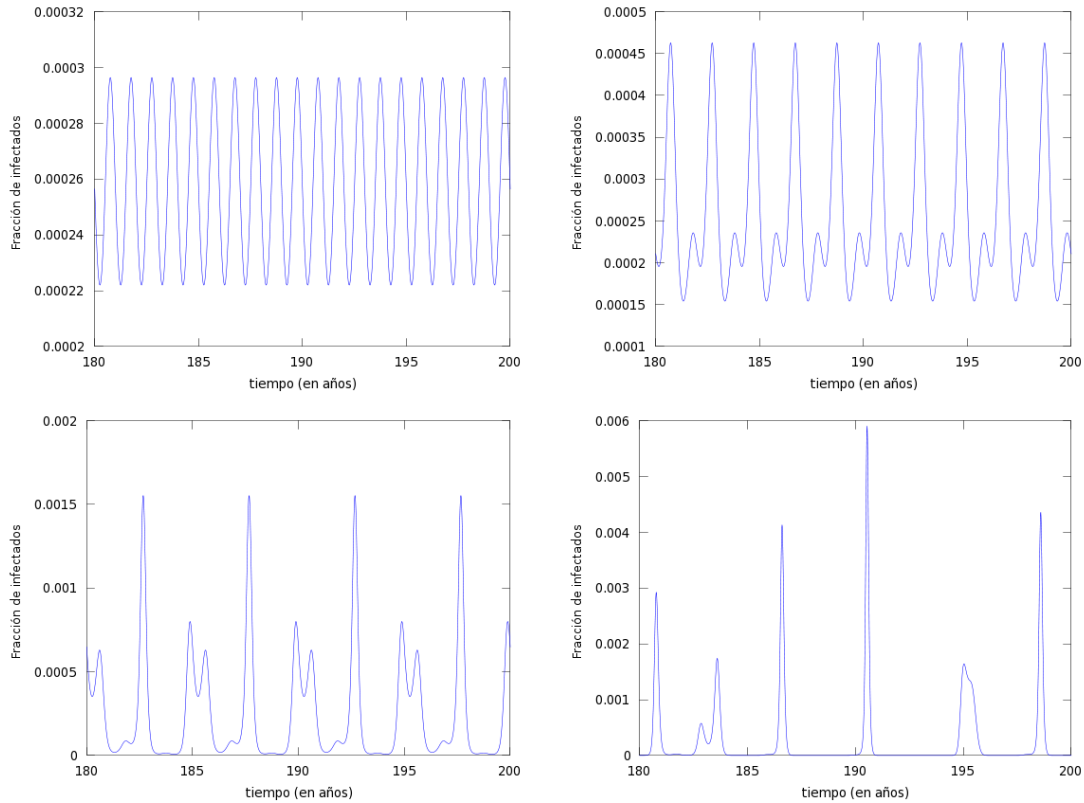 0.00032
0.0003
0.00028
0.00026
0.00024
0.00022
0.0002
180 185 190 195 200
Fracción de infectados
tiempo (en años)
0.0005
0.00045
0.0004
0.00035
0.0003
0.00025
0.0002
0.00015
0.0001
180 185 190 195 200
Fracción de infectados
tiempo (en años)
0.002
0.0015
0.001
0.0005
0
180 185 190 195 200
Fracción de infectados
tiempo (en años)
0.006
0.005
0.004
0.003
0.002
0.001
0
180 185 190 195 200
Fracción de infectados
tiempo (en años)